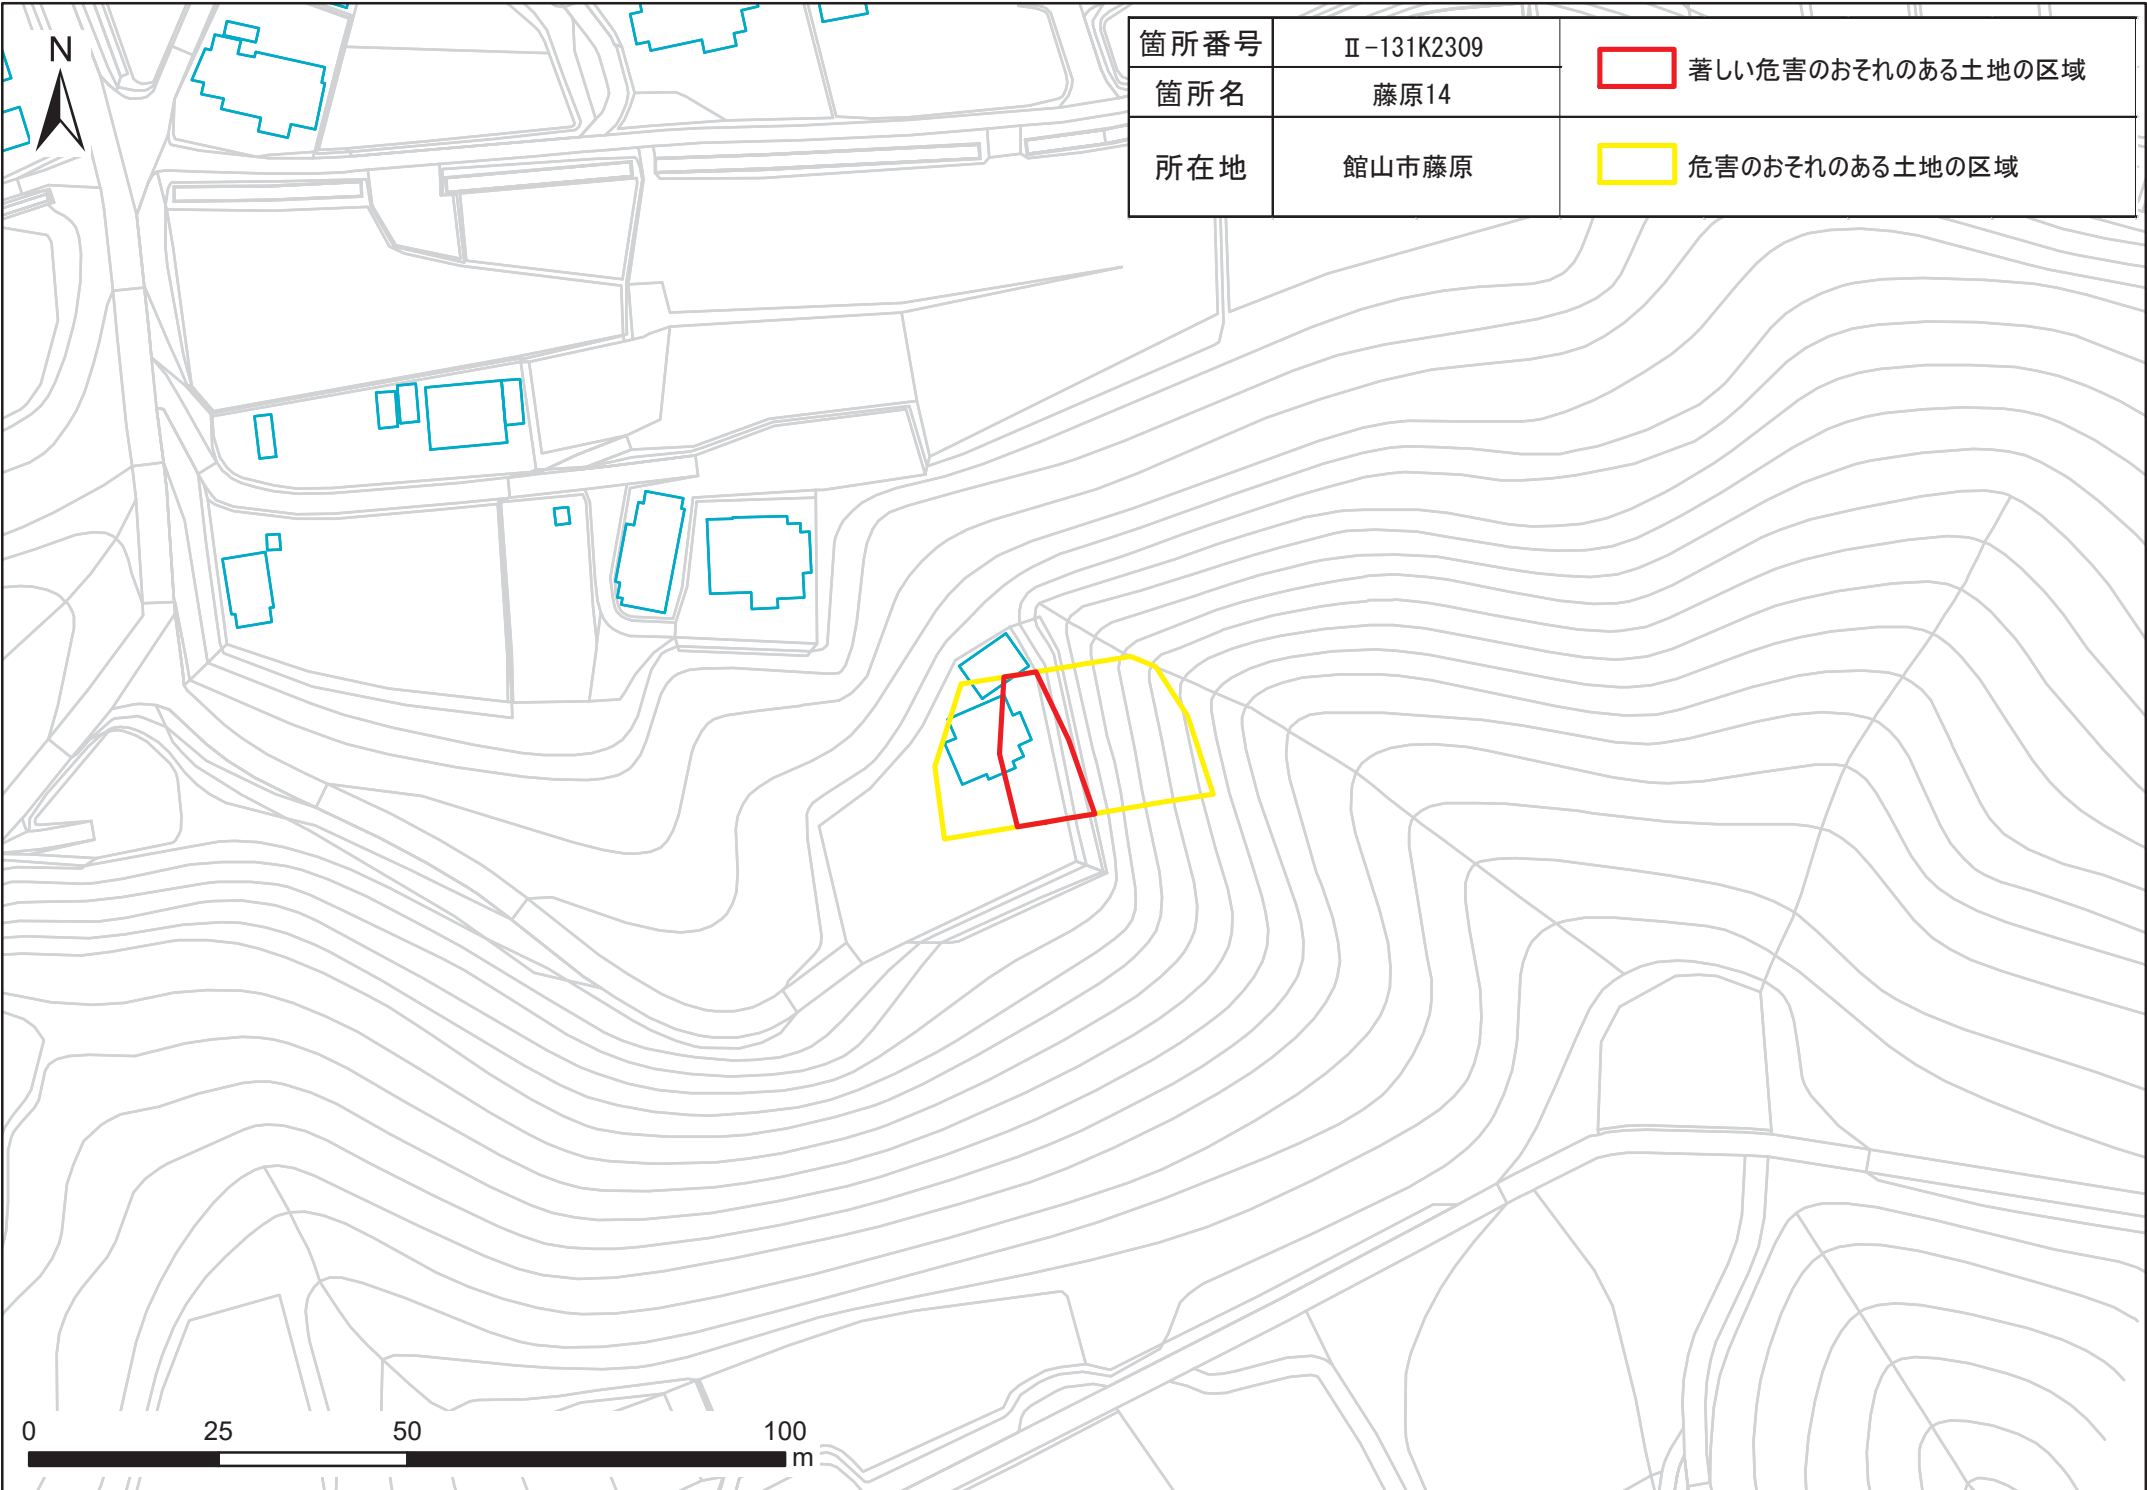 N
箇所番号 Ⅱ-131K2309
箇所名 藤原14
所在地 館山市藤原
著しい危害のおそれのある土地の区域
危害のおそれのある土地の区域
0 25 50 100
m